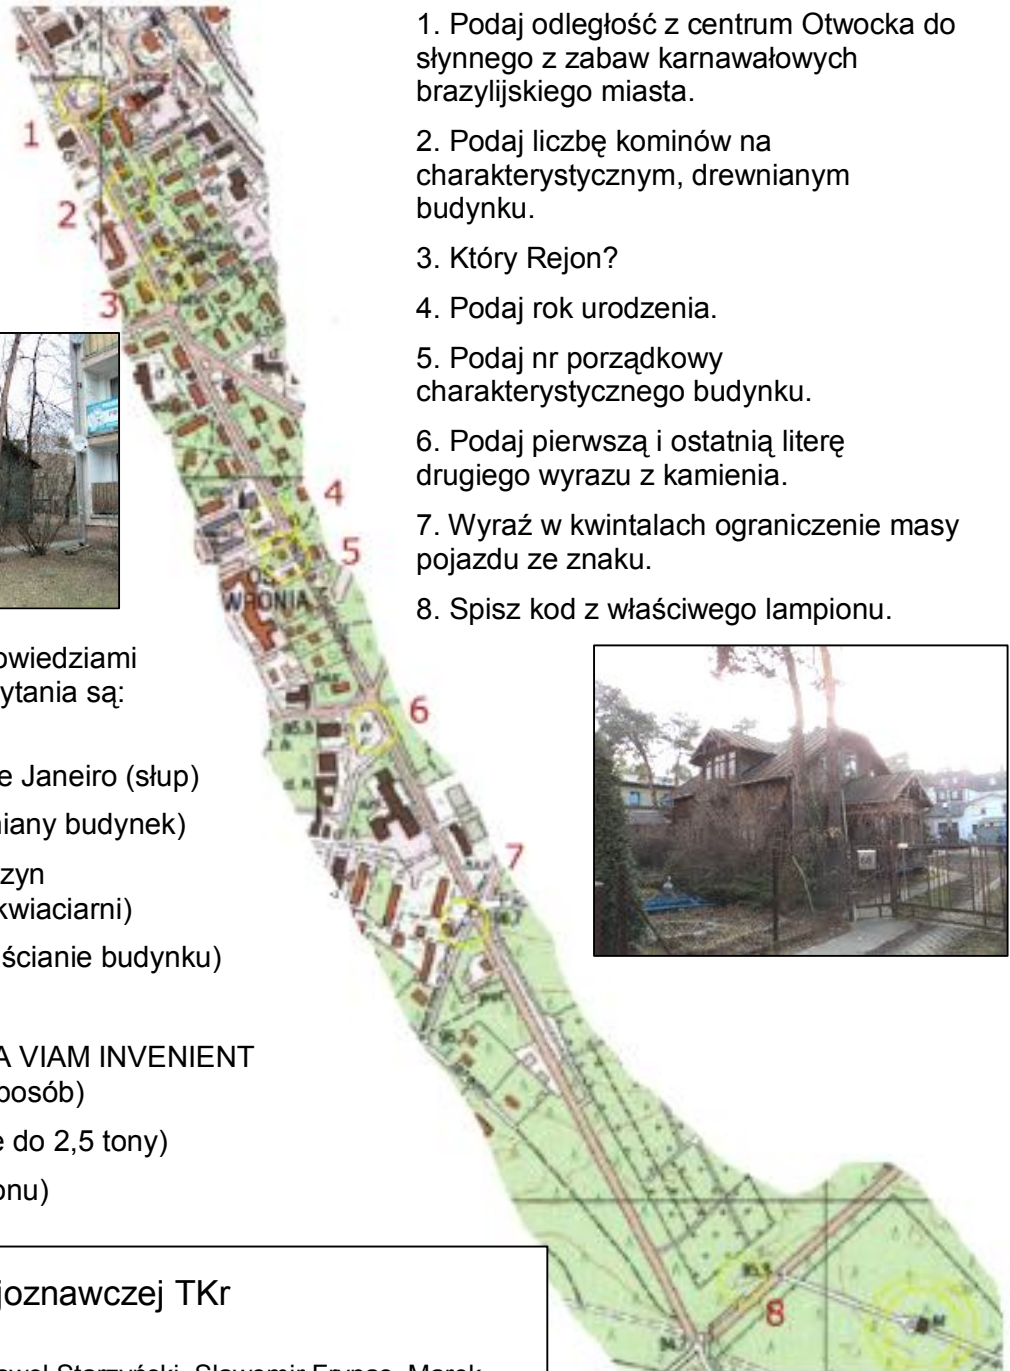 1. Podaj odległość z centrum Otwocka do
słynnego z zabaw karnawałowych
brazylijskiego miasta.
2. Podaj liczbę kominów na
charakterystycznym, drewnianym
budynku.
3. Który Rejon?
4. Podaj rok urodzenia.
5. Podaj nr porządkowy
charakterystycznego budynku.
6. Podaj pierwszą i ostatnią literę
drugiego wyrazu z kamienia.
7. Wyraź w kwintalach ograniczenie masy
pojazdu ze znaku.
8. Spisz kod z właściwego lampionu.
1
2
3
4
5
WRONIA
6
7
8
owiedziami
ytania są:
e Janeiro (słup)
niany budynek)
zyn
kwiaciarni)
ścianie budynku)
A VIAM INVENIENT
posób)
e do 2,5 tony)
onu)
joznawczej TKr